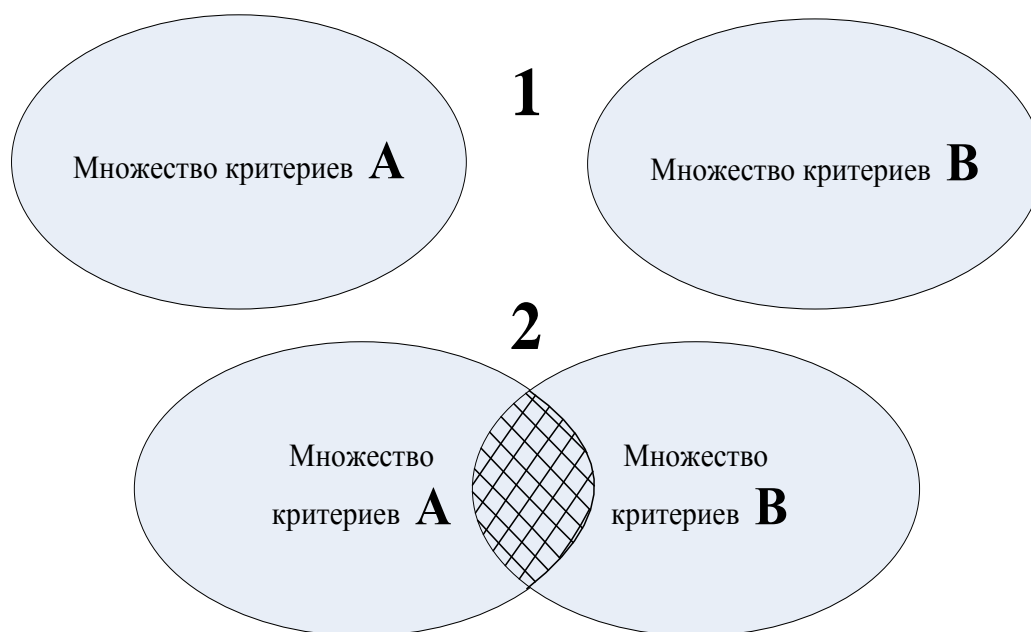 1
Множество критериев A
Множество критериев B
2
Множество
критериев A
Множество
критериев B